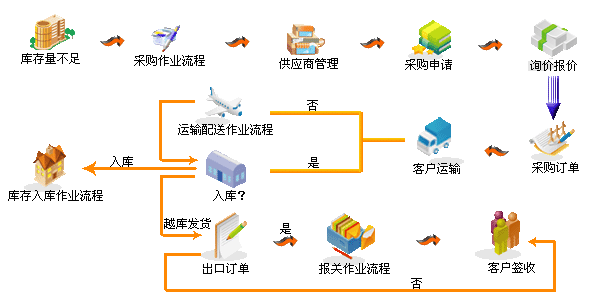 库存量不足
采购作业流程
供应商管理
采购申请
询价报价
运输配送作业流程
否
客户运输
采购订单
库存入库作业流程
入库
入库？
是
越库发货
出口订单
是
报关作业流程
客户签收
否